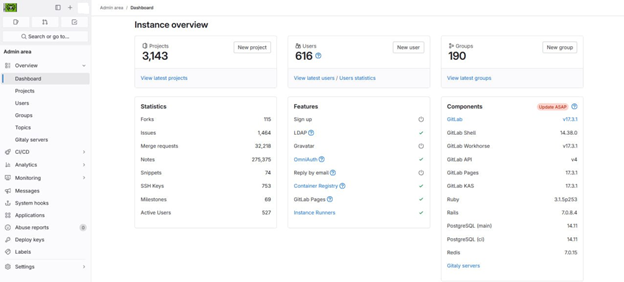 Admin area / Dashboard
Search or go to...
Admin area
Overview
Dashboard
Projects
Users
Groups
Topics
Gitaly servers
CI/CD
Analytics
Monitoring
Messages
System hooks
Applications
Abuse reports 0
Deploy keys
Labels
Settings
Instance overview
Projects
3,143
New project
View latest projects
Users
616
New user
View latest users / Users statistics
Groups
190
New group
View latest groups
Statistics
Forks 115
Issues 1,464
Merge requests 32,218
Notes 275,375
Snippets 74
SSH Keys 753
Milestones 69
Active Users 527
Features
Sign up
LDAP
Gravatar
OmniAuth
Reply by email
Container Registry
GitLab Pages
Instance Runners
Components Update ASAP
GitLab v17.3.1
GitLab Shell 14.38.0
GitLab Workhorse v17.3.1
GitLab API v4
GitLab Pages 17.3.1
GitLab KAS 17.3.1
Ruby 3.1.5p253
Rails 7.0.8.4
PostgreSQL (main) 14.11
PostgreSQL (ci) 14.11
Redis 7.0.15
Gitaly servers